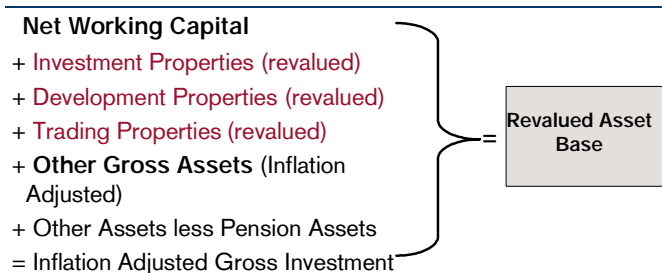 Net Working Capital
+ Investment Properties (revalued)
+ Development Properties (revalued)
+ Trading Properties (revalued)
+ Other Gross Assets (Inflation
Adjusted)
+ Other Assets less Pension Assets
= Inflation Adjusted Gross Investment
=
Revalued Asset
Base